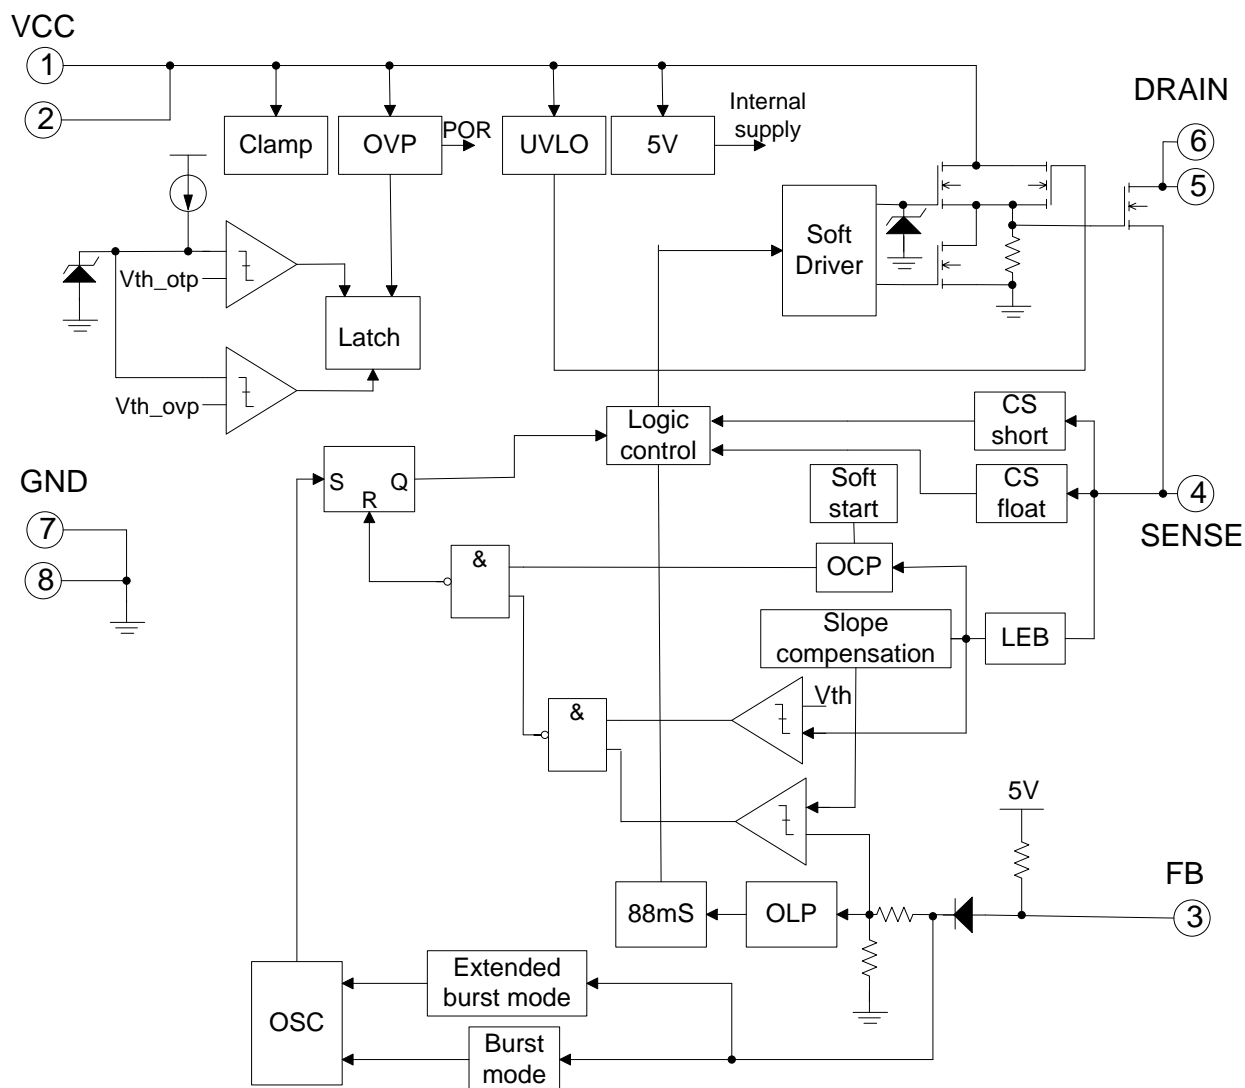 VCC
1
2
DRAIN
6
5
Internal
supply
Clamp
OVP
POR
UVLO
5V
Soft
Driver
Vth_otp
Latch
Vth_ovp
Logic
control
CS
short
CS
float
S
Q
R
Soft
start
4
SENSE
GND
7
8
&
OCP
Slope
compensation
LEB
Vth
&
5V
FB
3
88mS
OLP
Extended
burst mode
OSC
Burst
mode